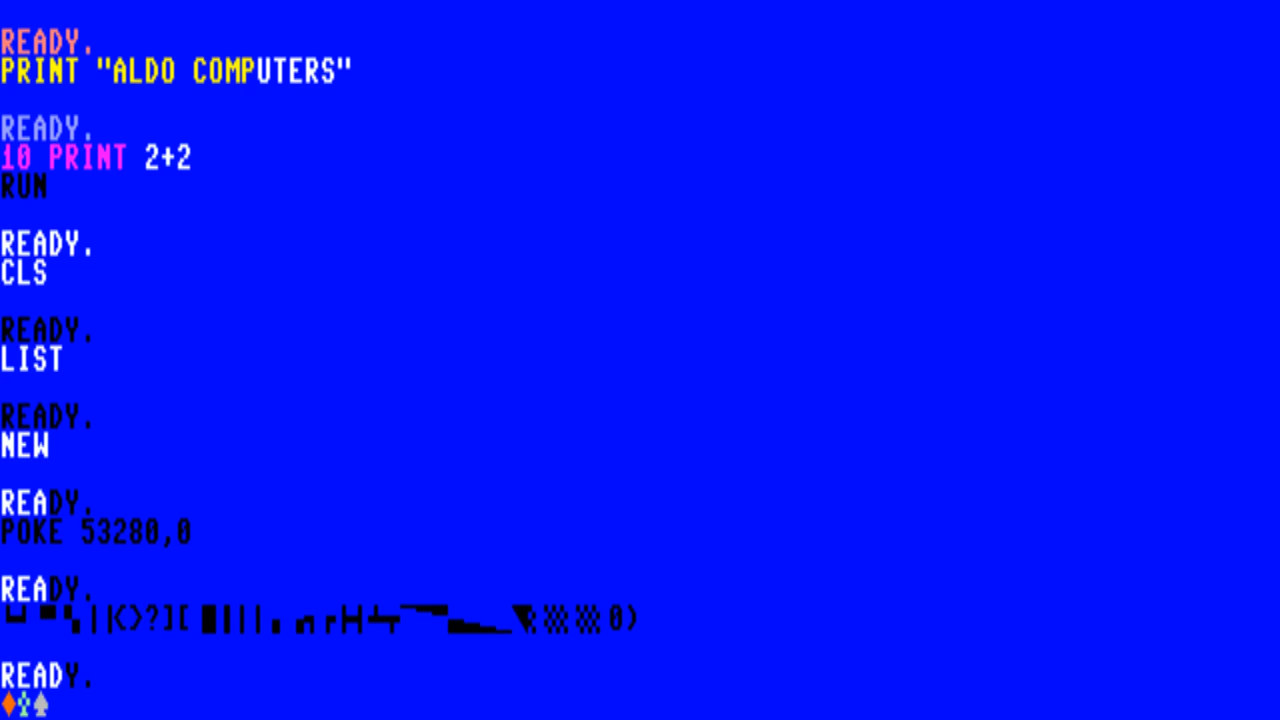 READY.
PRINT "ALDO COMPUTERS"
READY.
10 PRINT 2+2
RUN
READY.
CLS
READY.
LIST
READY.
NEW
READY.
POKE 53280,0
READY.
<>?][ 0)
READY.
♦♣♠